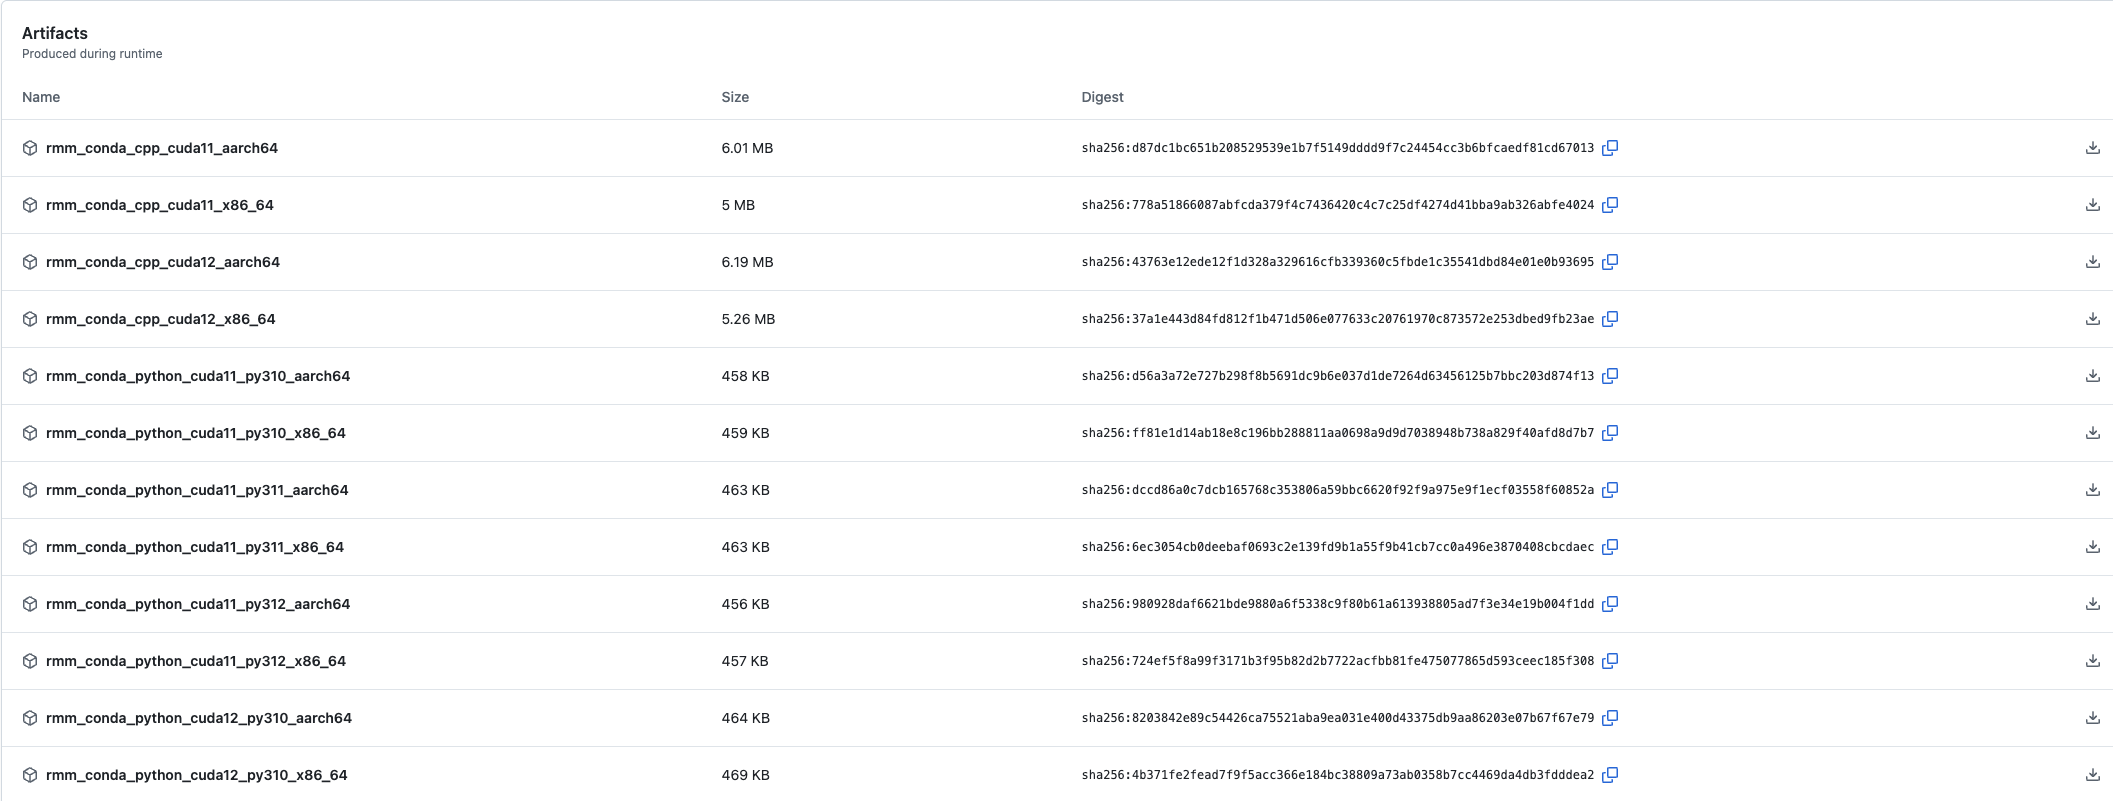 Artifacts
Produced during runtime
Name Size Digest
rmm_conda_cpp_cuda11_aarch64 6.01 MB sha256:d87dc1bc651b208529539e1b7f5149dddd9f7c24454cc3b6bfcaedf81cd67013
rmm_conda_cpp_cuda11_x86_64 5 MB sha256:778a51866087abfcda379f4c7436420c4c7c25df4274d41bba9ab326abfe4024
rmm_conda_cpp_cuda12_aarch64 6.19 MB sha256:43763e12ede12f1d328a329616cfb339360c5fbde1c35541dbd84e01e0b93695
rmm_conda_cpp_cuda12_x86_64 5.26 MB sha256:37a1e443d84fd812f1b471d506e077633c20761970c873572e253dbed9fb23ae
rmm_conda_python_cuda11_py310_aarch64 458 KB sha256:d56a3a72e727b298f8b5691dc9b6e037d1de7264d63456125b7bbc203d874f13
rmm_conda_python_cuda11_py310_x86_64 459 KB sha256:ff81e1d14ab18e8c196bb288811aa0698a9d9d7038948b738a829f40afd8d7b7
rmm_conda_python_cuda11_py311_aarch64 463 KB sha256:dccd86a0c7dcb165768c353806a59bbc6620f92f9a975e9f1ecf03558f60852a
rmm_conda_python_cuda11_py311_x86_64 463 KB sha256:6ec3054cb0deebaf0693c2e139fd9b1a55f9b41cb7cc0a496e3870408cbcdaec
rmm_conda_python_cuda11_py312_aarch64 456 KB sha256:980928daf6621bde9880a6f5338c9f80b61a613938805ad7f3e34e19b004f1dd
rmm_conda_python_cuda11_py312_x86_64 457 KB sha256:724ef5f8a99f3171b3f95b82d2b7722acfbb81fe475077865d593ceec185f308
rmm_conda_python_cuda12_py310_aarch64 464 KB sha256:8203842e89c54426ca75521aba9ea031e400d43375db9aa86203e07b67f67e79
rmm_conda_python_cuda12_py310_x86_64 469 KB sha256:4b371fe2fead7f9f5acc366e184bc38809a73ab0358b7cc4469da4db3fdddea2